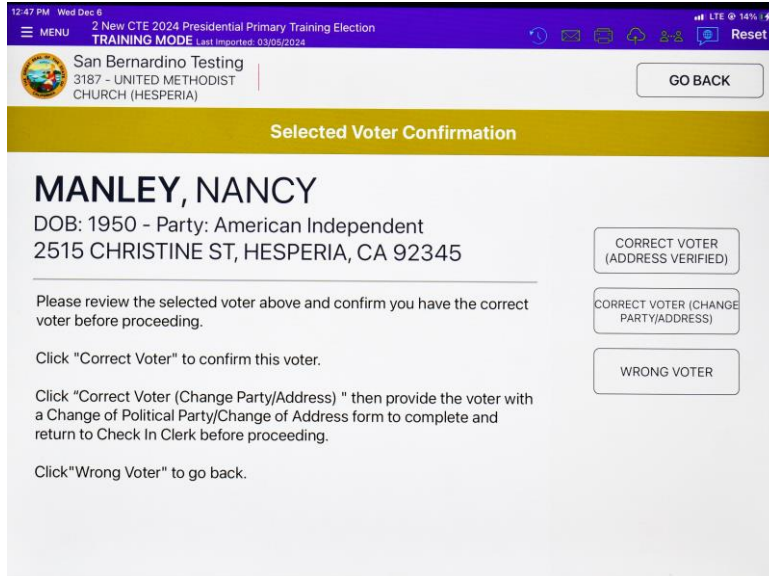 12:47 PM Wed Dec 6
LTE 14%
MENU
2 New CTE 2024 Presidential Primary Training Election
TRAINING MODE Last Imported: 03/05/2024
Reset
San Bernardino Testing
3187 - UNITED METHODIST
CHURCH (HESPERIA)
GO BACK
Selected Voter Confirmation
MANLEY, NANCY
DOB: 1950 - Party: American Independent
2515 CHRISTINE ST, HESPERIA, CA 92345
CORRECT VOTER
(ADDRESS VERIFIED)
Please review the selected voter above and confirm you have the correct
voter before proceeding.
CORRECT VOTER (CHANGE
PARTY/ADDRESS)
Click "Correct Voter" to confirm this voter.
WRONG VOTER
Click “Correct Voter (Change Party/Address) " then provide the voter with
a Change of Political Party/Change of Address form to complete and
return to Check In Clerk before proceeding.
Click"Wrong Voter" to go back.